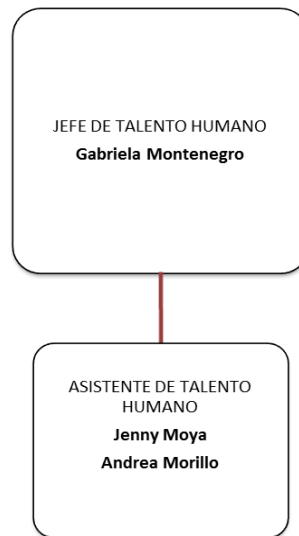 JEFE DE TALENTO HUMANO
Gabriela Montenegro
ASISTENTE DE TALENTO
HUMANO
Jenny Moya
Andrea Morillo